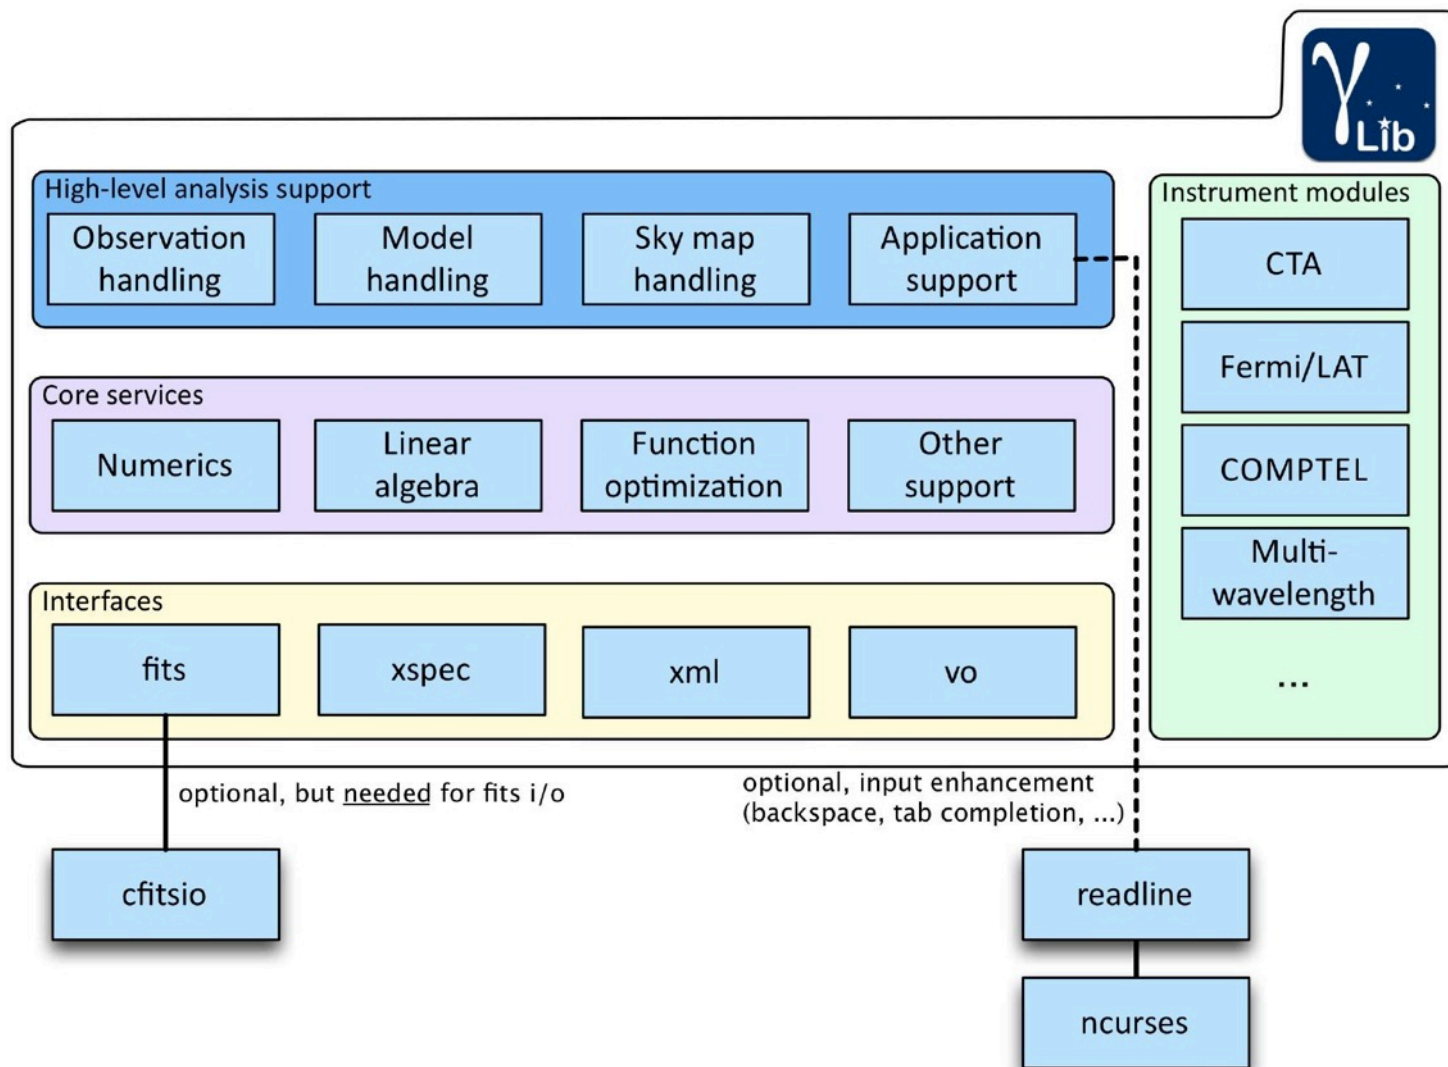 γ
Lib
High-level analysis support
Observation
handling
Model
handling
Sky map
handling
Application
support
Instrument modules
CTA
Fermi/LAT
COMPTEL
Multi-
wavelength
...
Core services
Numerics
Linear
algebra
Function
optimization
Other
support
Interfaces
fits
xspec
xml
vo
optional, but needed for fits i/o
optional, input enhancement
(backspace, tab completion, ...)
cfitsio
readline
ncurses